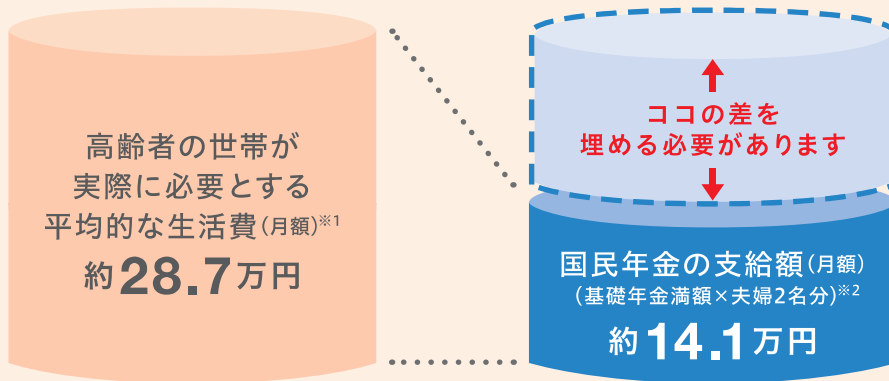 高齢者の世帯が
実際に必要とする
平均的な生活費(月額)※1
約28.7万円
ココの差を
埋める必要があります
国民年金の支給額(月額)
(基礎年金満額×夫婦2名分)※2
約14.1万円